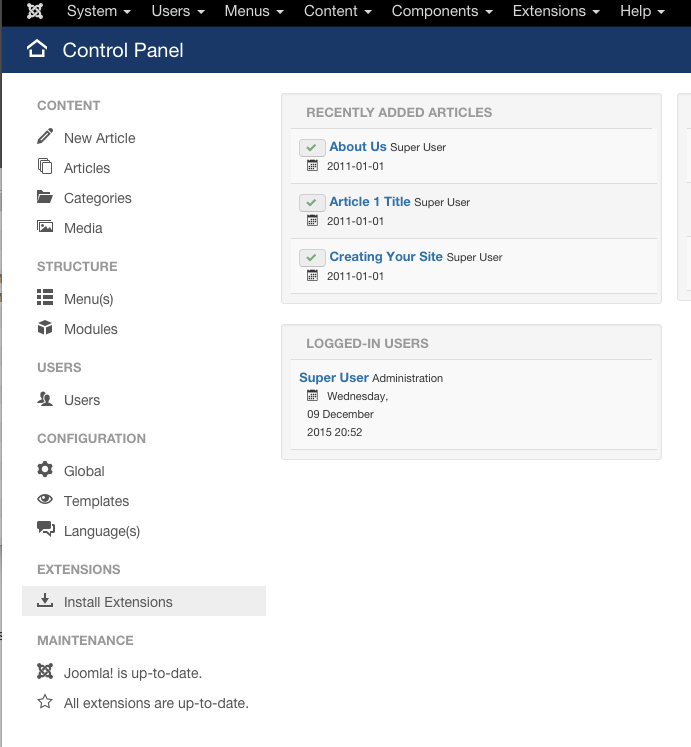 System Users Menus Content Components Extensions Help
Control Panel
CONTENT
New Article
Articles
Categories
Media
STRUCTURE
Menu(s)
Modules
USERS
Users
CONFIGURATION
Global
Templates
Language(s)
EXTENSIONS
Install Extensions
MAINTENANCE
Joomla! is up-to-date.
All extensions are up-to-date.
RECENTLY ADDED ARTICLES
About Us Super User
2011-01-01
Article 1 Title Super User
2011-01-01
Creating Your Site Super User
2011-01-01
LOGGED-IN USERS
Super User Administration
Wednesday,
09 December
2015 20:52